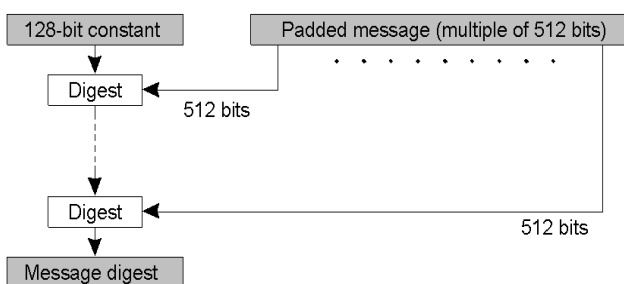 128-bit constant
Padded message (multiple of 512 bits)
Digest
512 bits
Digest
512 bits
Message digest